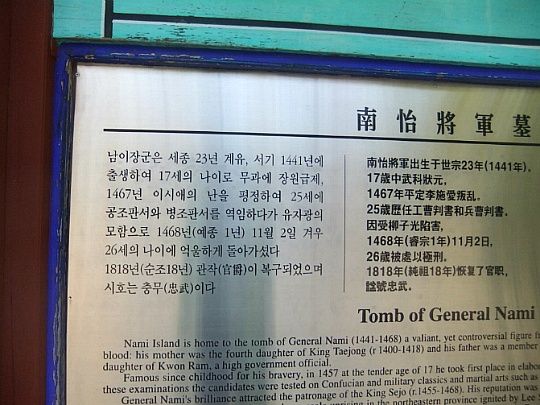 南怡將軍墓
남이장군은 세종 23년 계유, 서기 1441년에
출생하여 17세의 나이로 무과에 장원급제,
1467년 이시애의 난을 평정하여 25세에
공조판서와 병조판서를 역임하다가 유자광의
모함으로 1468년(예종 1년) 11월 2일 겨우
26세의 나이에 억울하게 돌아가셨다
1818년(순조18년) 관작(官爵)이 복구되었으며
시호는 충무(忠武)이다
南怡將軍出生于世宗23年(1441年),
17歲中武科狀元,
1467年平定李施愛叛亂.
25歲歷任工曹判書和兵曹判書.
因受柳子光陷害,
1468年(睿宗1年)11月2日,
26歲被處以極刑.
1818年(純祖18年)恢復了官职,
諡號忠武.
Tomb of General Nami
Nami Island is home to the tomb of General Nami (1441-1468) a valiant, yet controversial figure
blood: his mother was the fourth daughter of King Taejong (r 1400-1418) and his father was a member
daughter of Kwon Ram, a high government official.
Famous since childhood for his bravery, in 1457 at the tender age of 17 he took first place in
these examinations the candidates were tested on Confucian and military classics and martial arts such as
General Nami's brilliance attracted the patronage of the King Sejo (r.1455-1468). His reputation was
uprising in the northeastern province ignited by Lee